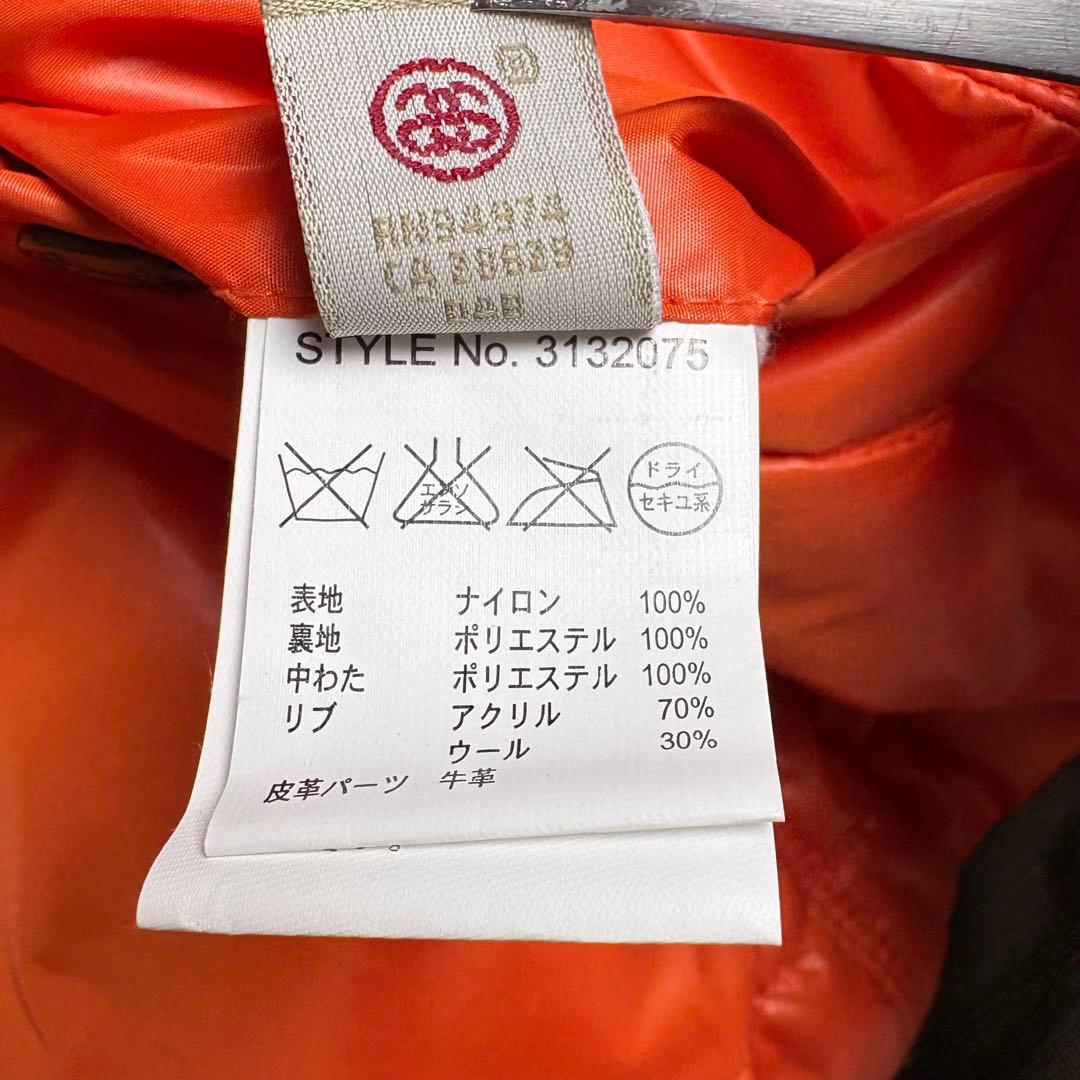 RN94974
CA28629
STYLE No. 3132075
エンソ
サラシ
ドライ
セキユ系
表地 ナイロン 100%
裏地 ポリエステル 100%
中わた ポリエステル 100%
リブ アクリル 70%
ウール 30%
皮革パーツ 牛革